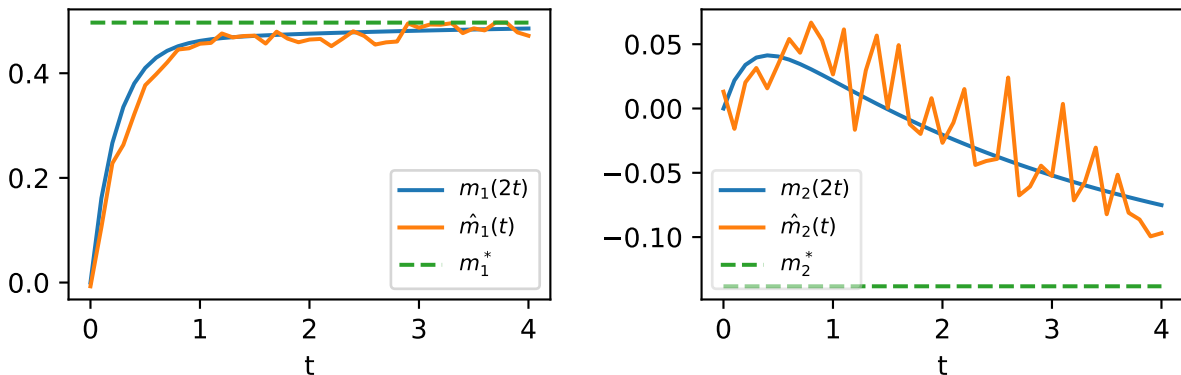 0.4
0.2
0.0
m₁(2t)
m̂₁(t)
m₁*
0 1 2 3 4
t
0.05
0.00
−0.05
−0.10
m₂(2t)
m̂₂(t)
m₂*
0 1 2 3 4
t